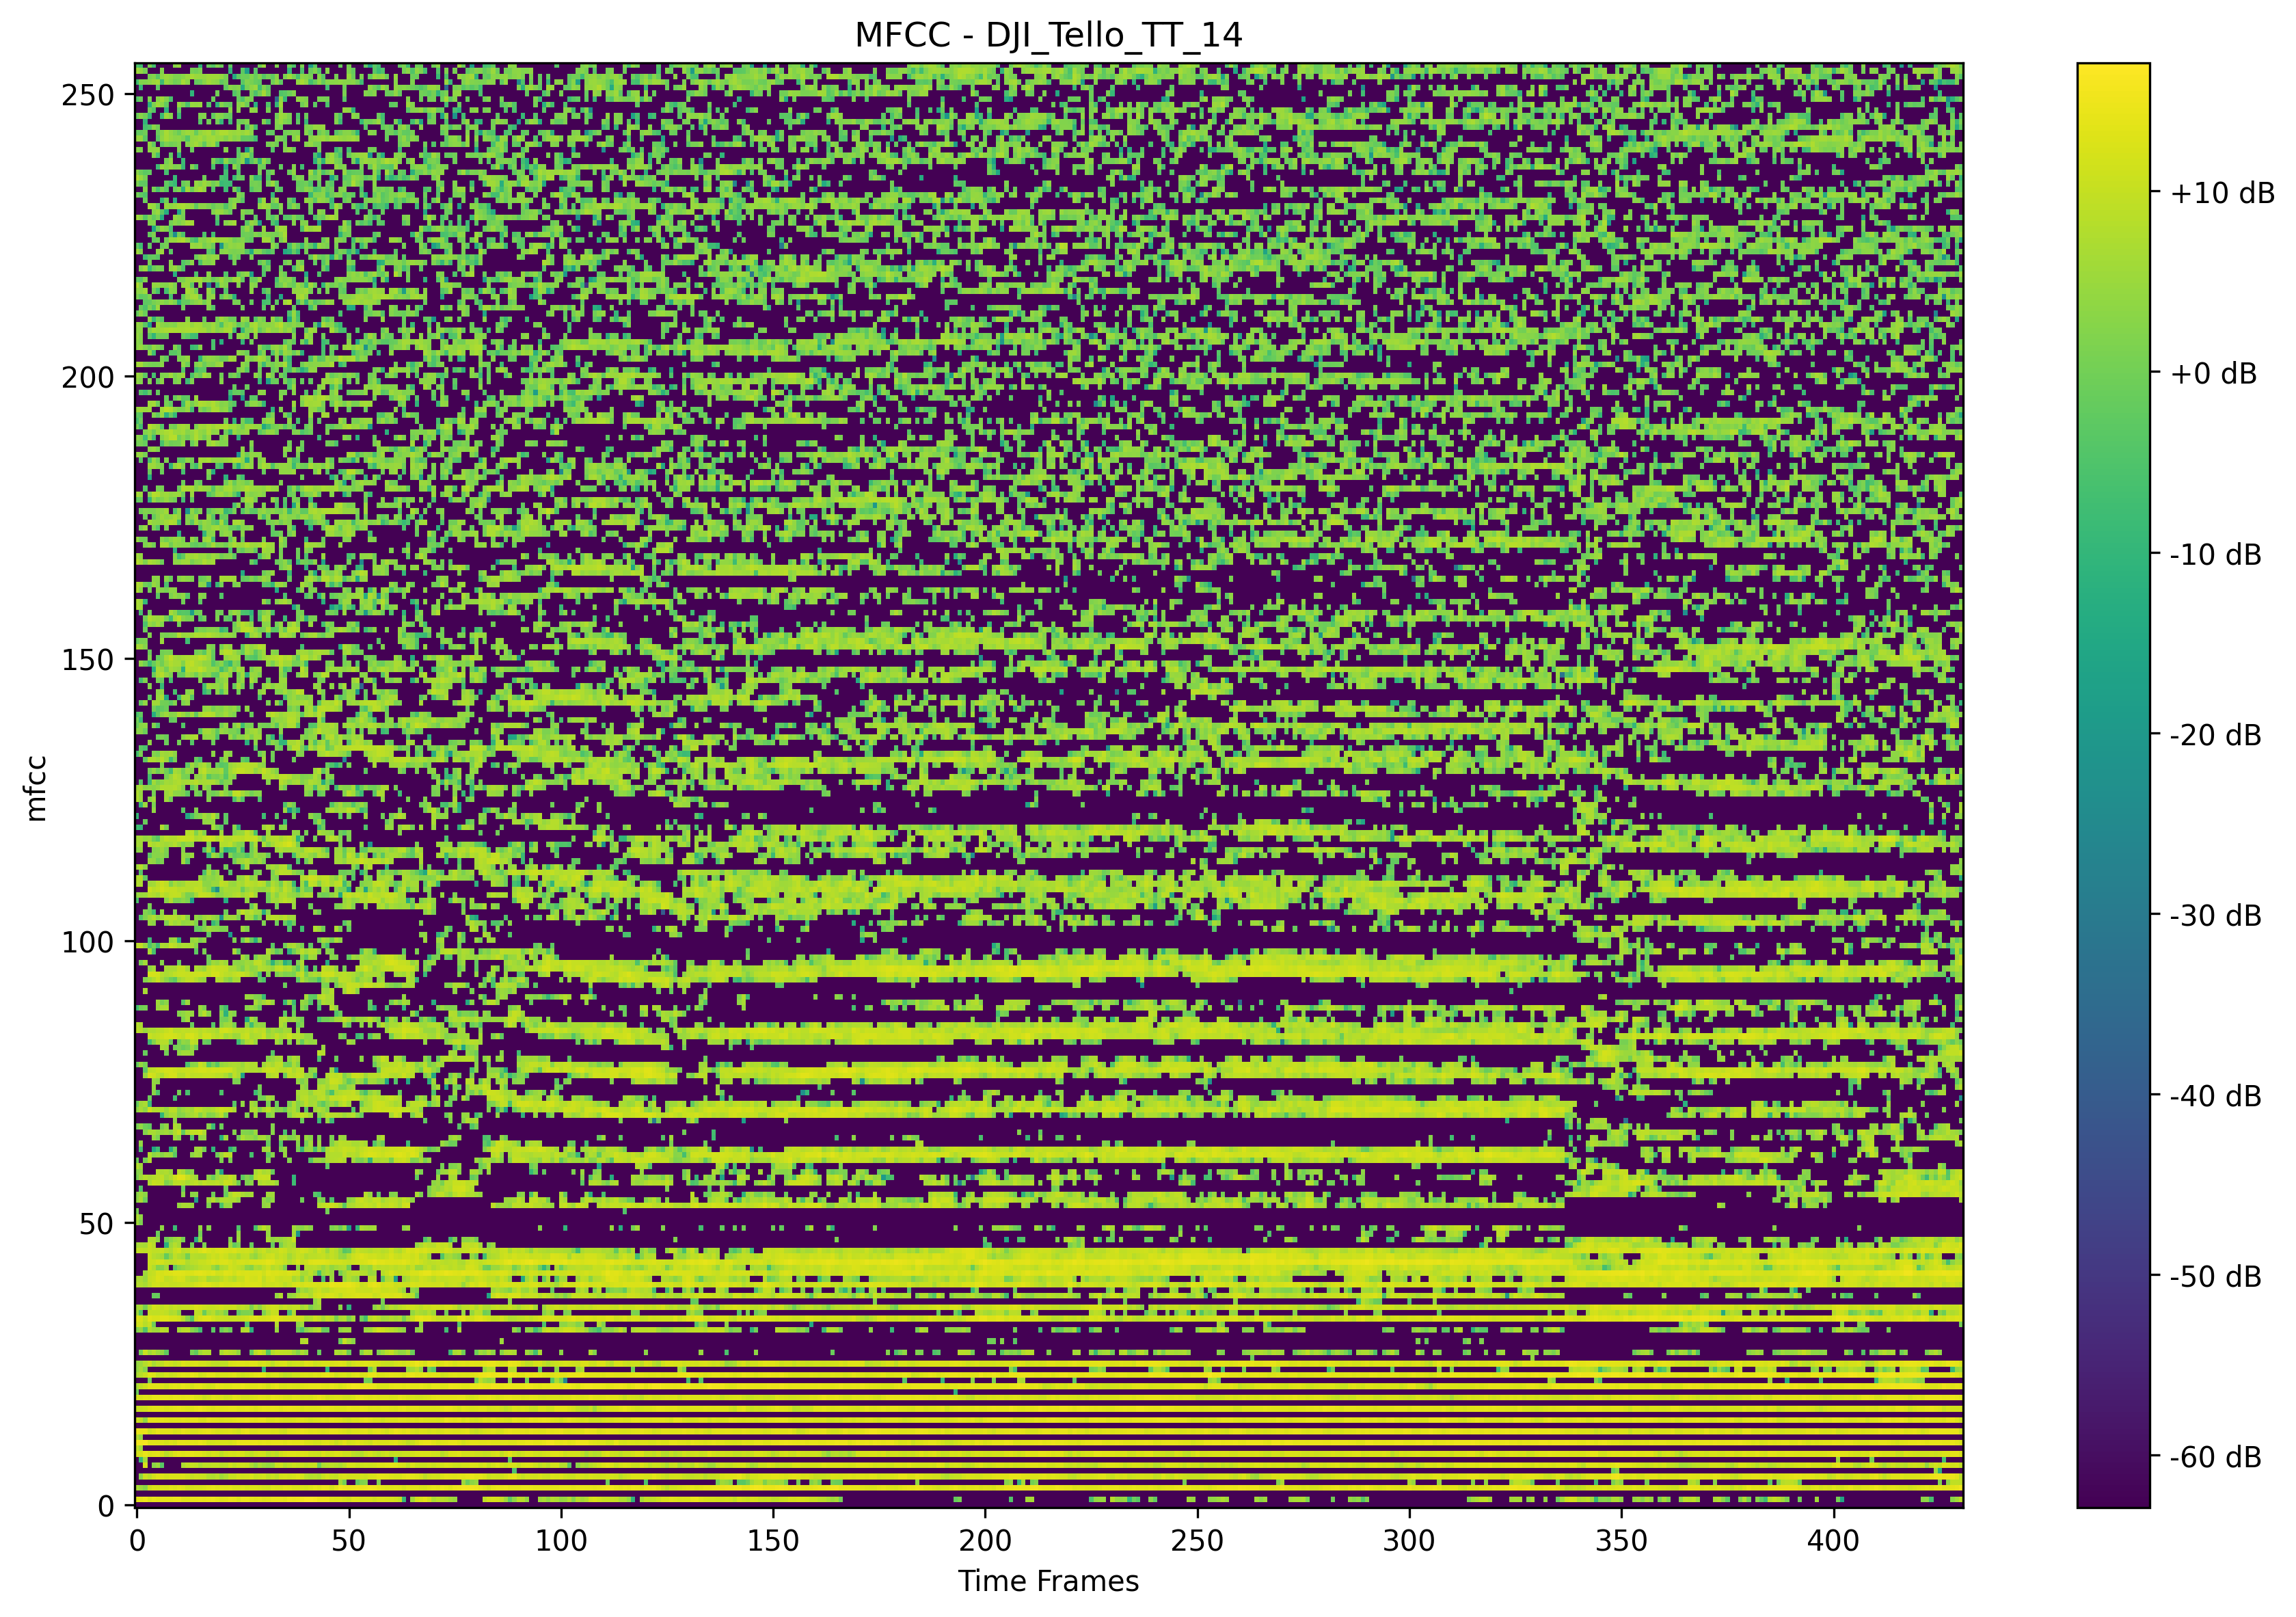 MFCC - DJI_Tello_TT_14
250
200
150
100
50
0
mfcc
0 50 100 150 200 250 300 350 400
Time Frames
+10 dB
+0 dB
-10 dB
-20 dB
-30 dB
-40 dB
-50 dB
-60 dB